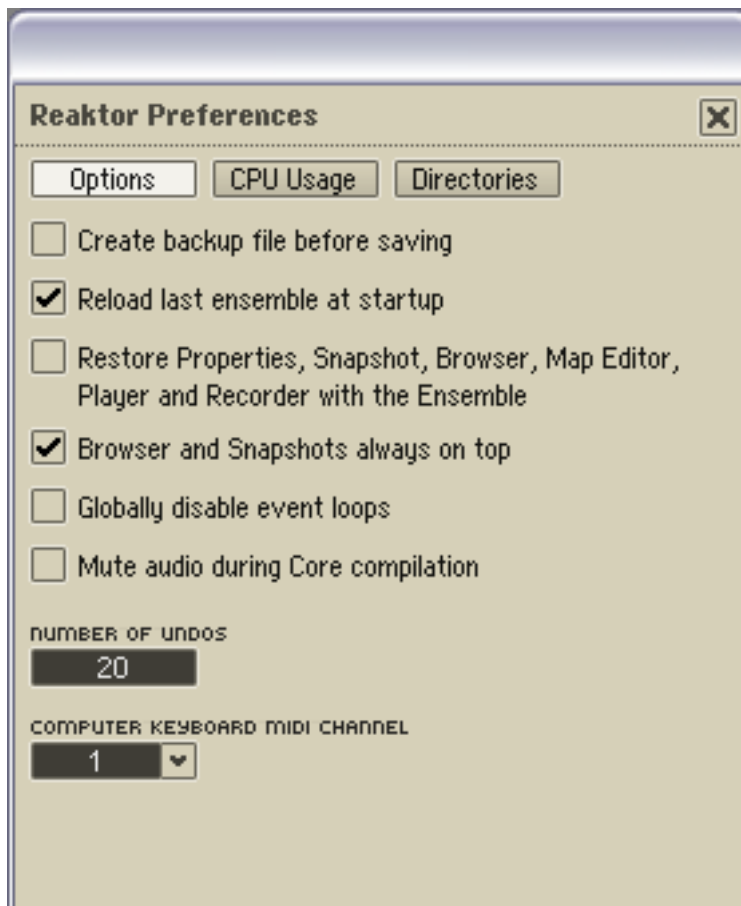 Reaktor Preferences
Options CPU Usage Directories
Create backup file before saving
Reload last ensemble at startup
Restore Properties, Snapshot, Browser, Map Editor,
Player and Recorder with the Ensemble
Browser and Snapshots always on top
Globally disable event loops
Mute audio during Core compilation
NUMBER OF UNDOS
20
COMPUTER KEYBOARD MIDI CHANNEL
1